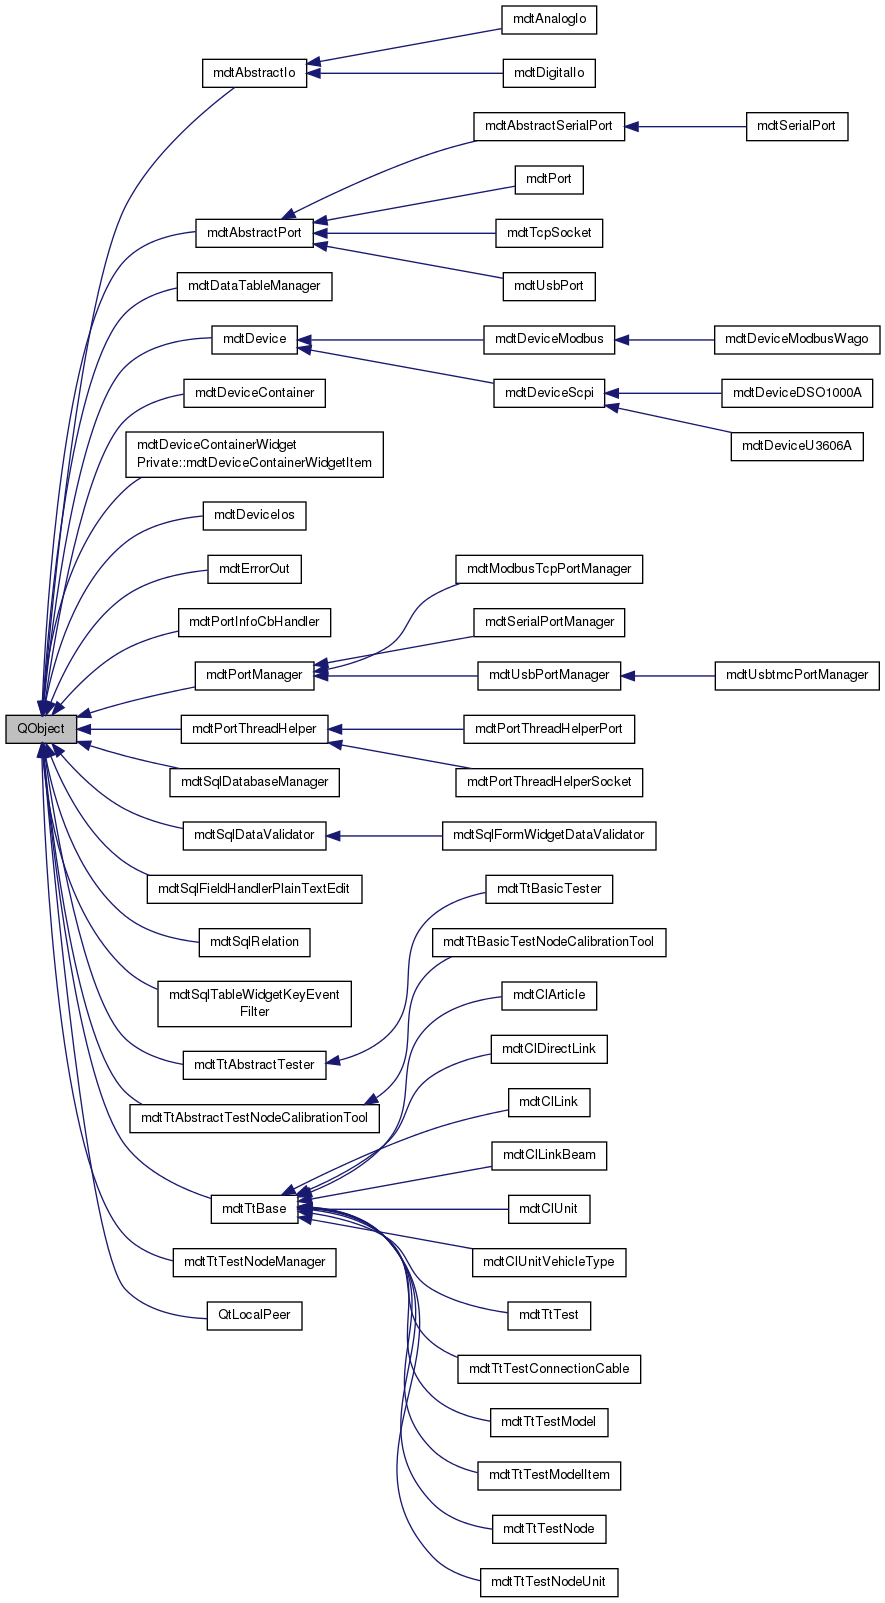 mdtAnalogIo
mdtAbstractIo
mdtDigitalIo
mdtAbstractSerialPort
mdtSerialPort
mdtPort
mdtAbstractPort
mdtTcpSocket
mdtUsbPort
mdtDataTableManager
mdtDevice
mdtDeviceModbus
mdtDeviceModbusWago
mdtDeviceContainer
mdtDeviceScpi
mdtDeviceDSO1000A
mdtDeviceU3606A
mdtDeviceContainerWidget
Private::mdtDeviceContainerWidgetItem
mdtDeviceIos
mdtErrorOut
mdtModbusTcpPortManager
mdtPortInfoCbHandler
mdtSerialPortManager
mdtPortManager
mdtUsbPortManager
mdtUsbtmcPortManager
QObject
mdtPortThreadHelper
mdtPortThreadHelperPort
mdtSqlDatabaseManager
mdtPortThreadHelperSocket
mdtSqlDataValidator
mdtSqlFormWidgetDataValidator
mdtSqlFieldHandlerPlainTextEdit
mdtTtBasicTester
mdtSqlRelation
mdtTtBasicTestNodeCalibrationTool
mdtSqlTableWidgetKeyEvent
Filter
mdtClArticle
mdtTtAbstractTester
mdtClDirectLink
mdtTtAbstractTestNodeCalibrationTool
mdtClLink
mdtClLinkBeam
mdtTtBase
mdtClUnit
mdtTtTestNodeManager
mdtClUnitVehicleType
QtLocalPeer
mdtTtTest
mdtTtTestConnectionCable
mdtTtTestModel
mdtTtTestModelItem
mdtTtTestNode
mdtTtTestNodeUnit